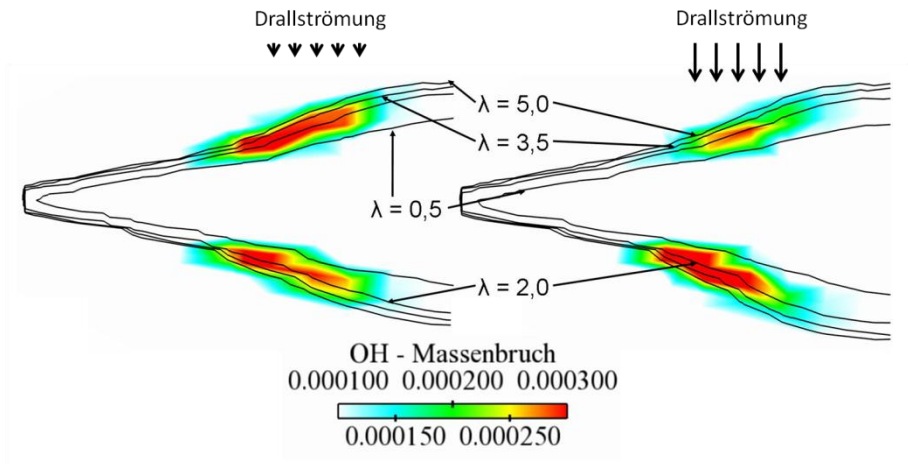 Drallströmung
Drallströmung
λ = 5,0
λ = 3,5
λ = 0,5
λ = 2,0
OH - Massenbruch
0.000100 0.000200 0.000300
0.000150 0.000250